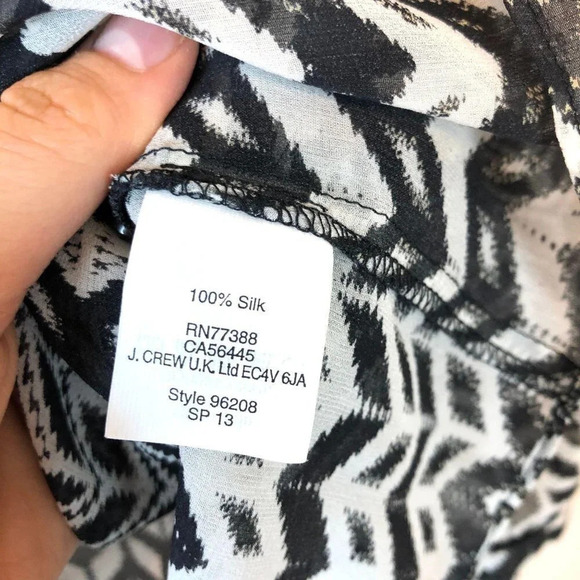 100% Silk
RN77388
CA56445
J. CREW U.K. Ltd EC4V 6JA
Style 96208
SP 13